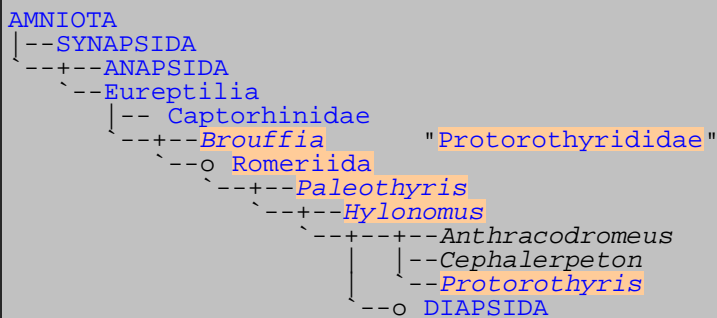 AMNIOTA
|--SYNAPSIDA
`--+--ANAPSIDA
   `--Eureptilia
      |-- Captorhinidae
      `--+--Brouffia      "Protorothyrididae"
         `--o Romeriida
            `--+--Paleothyris
               `--+--Hylonomus
                  `--+--+--Anthracodromeus
                     |  |--Cephalerpeton
                     |  `--Protorothyris
                     `--o DIAPSIDA